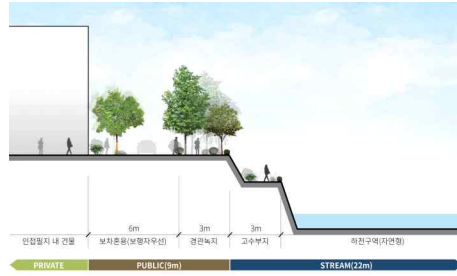 6m 3m 3m
인접필지 내 건물 보차혼용(보행자우선) 경관녹지 고수부지 하천구역(자연형)
PRIVATE PUBLIC(9m) STREAM(22m)